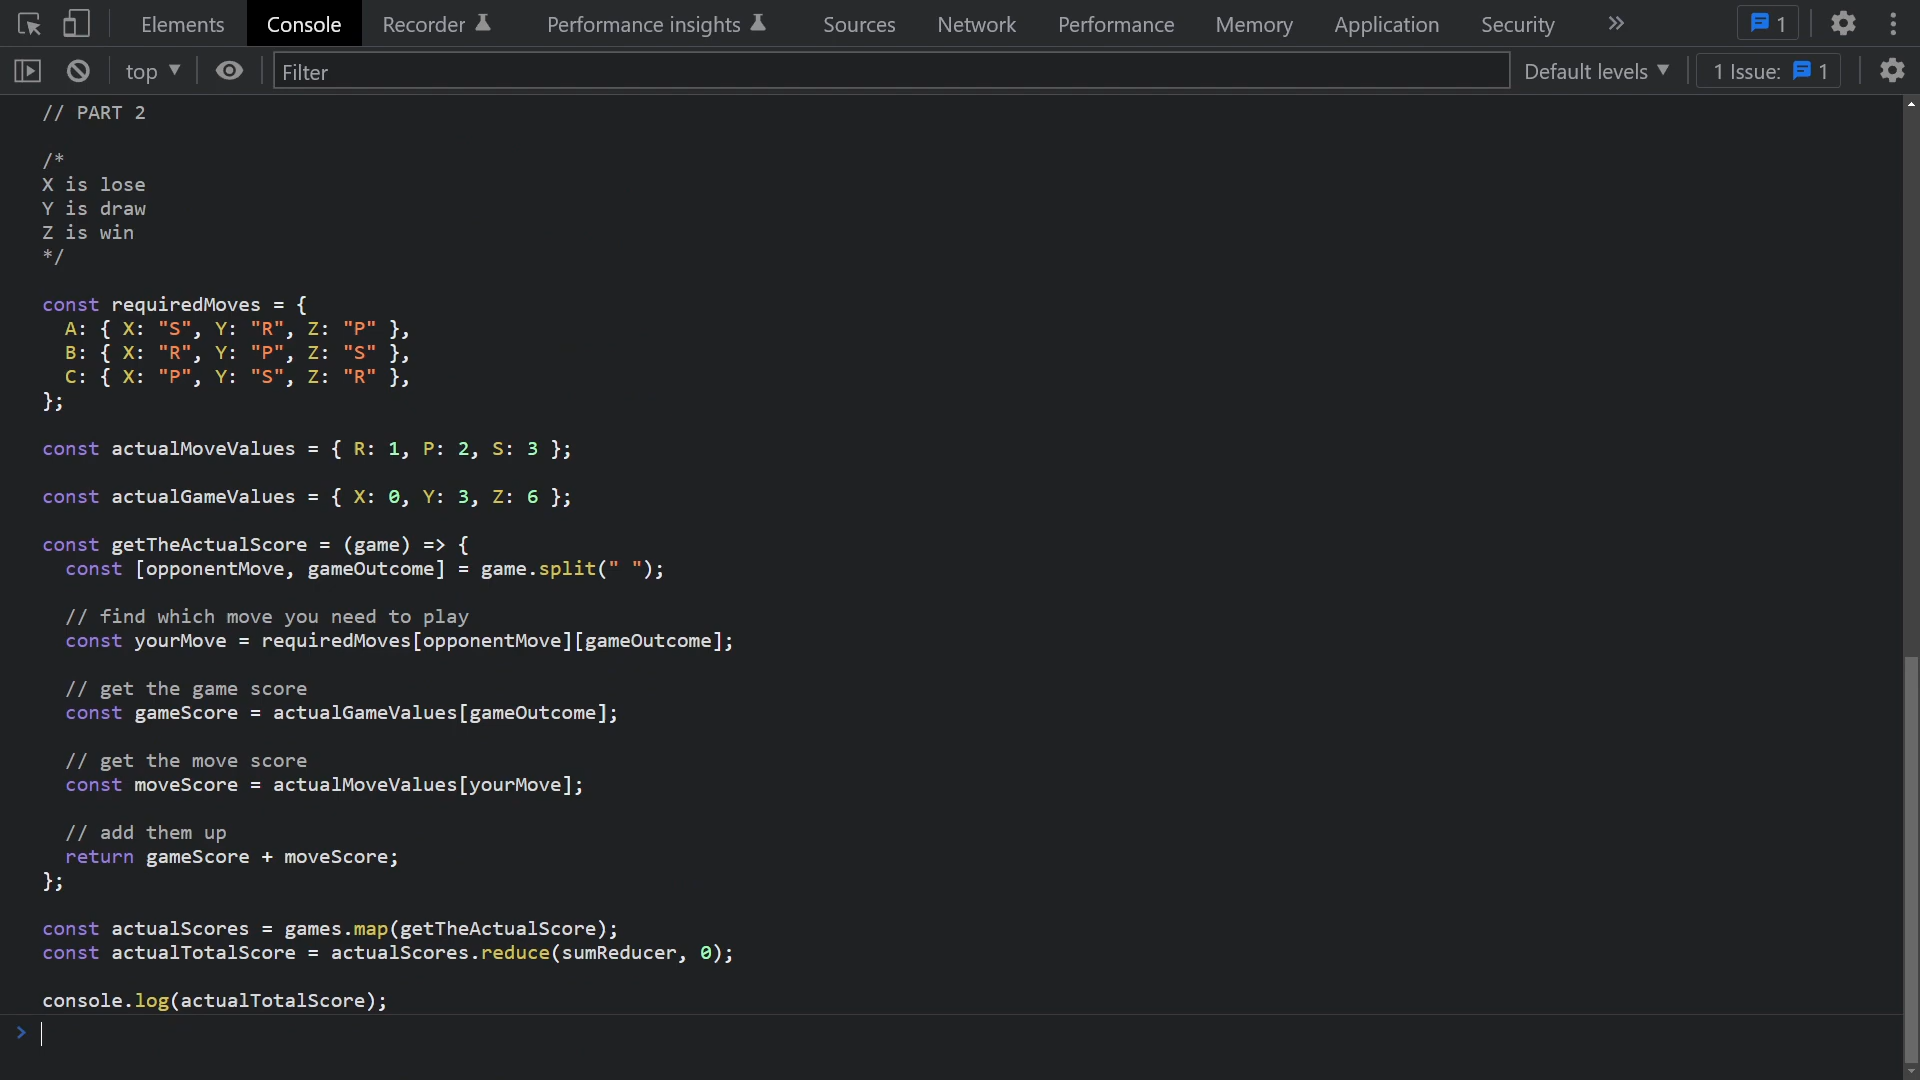 Elements Console Recorder Performance insights Sources Network Performance Memory Application Security » 1
top ▼ Filter Default levels ▼ 1 Issue: 1
// PART 2
/*
X is lose
Y is draw
Z is win
*/
const requiredMoves = {
  A: { X: "S", Y: "R", Z: "P" },
  B: { X: "R", Y: "P", Z: "S" },
  C: { X: "P", Y: "S", Z: "R" },
};
const actualMoveValues = { R: 1, P: 2, S: 3 };
const actualGameValues = { X: 0, Y: 3, Z: 6 };
const getTheActualScore = (game) => {
  const [opponentMove, gameOutcome] = game.split(" ");
  // find which move you need to play
  const yourMove = requiredMoves[opponentMove][gameOutcome];
  // get the game score
  const gameScore = actualGameValues[gameOutcome];
  // get the move score
  const moveScore = actualMoveValues[yourMove];
  // add them up
  return gameScore + moveScore;
};
const actualScores = games.map(getTheActualScore);
const actualTotalScore = actualScores.reduce(sumReducer, 0);
console.log(actualTotalScore);
>